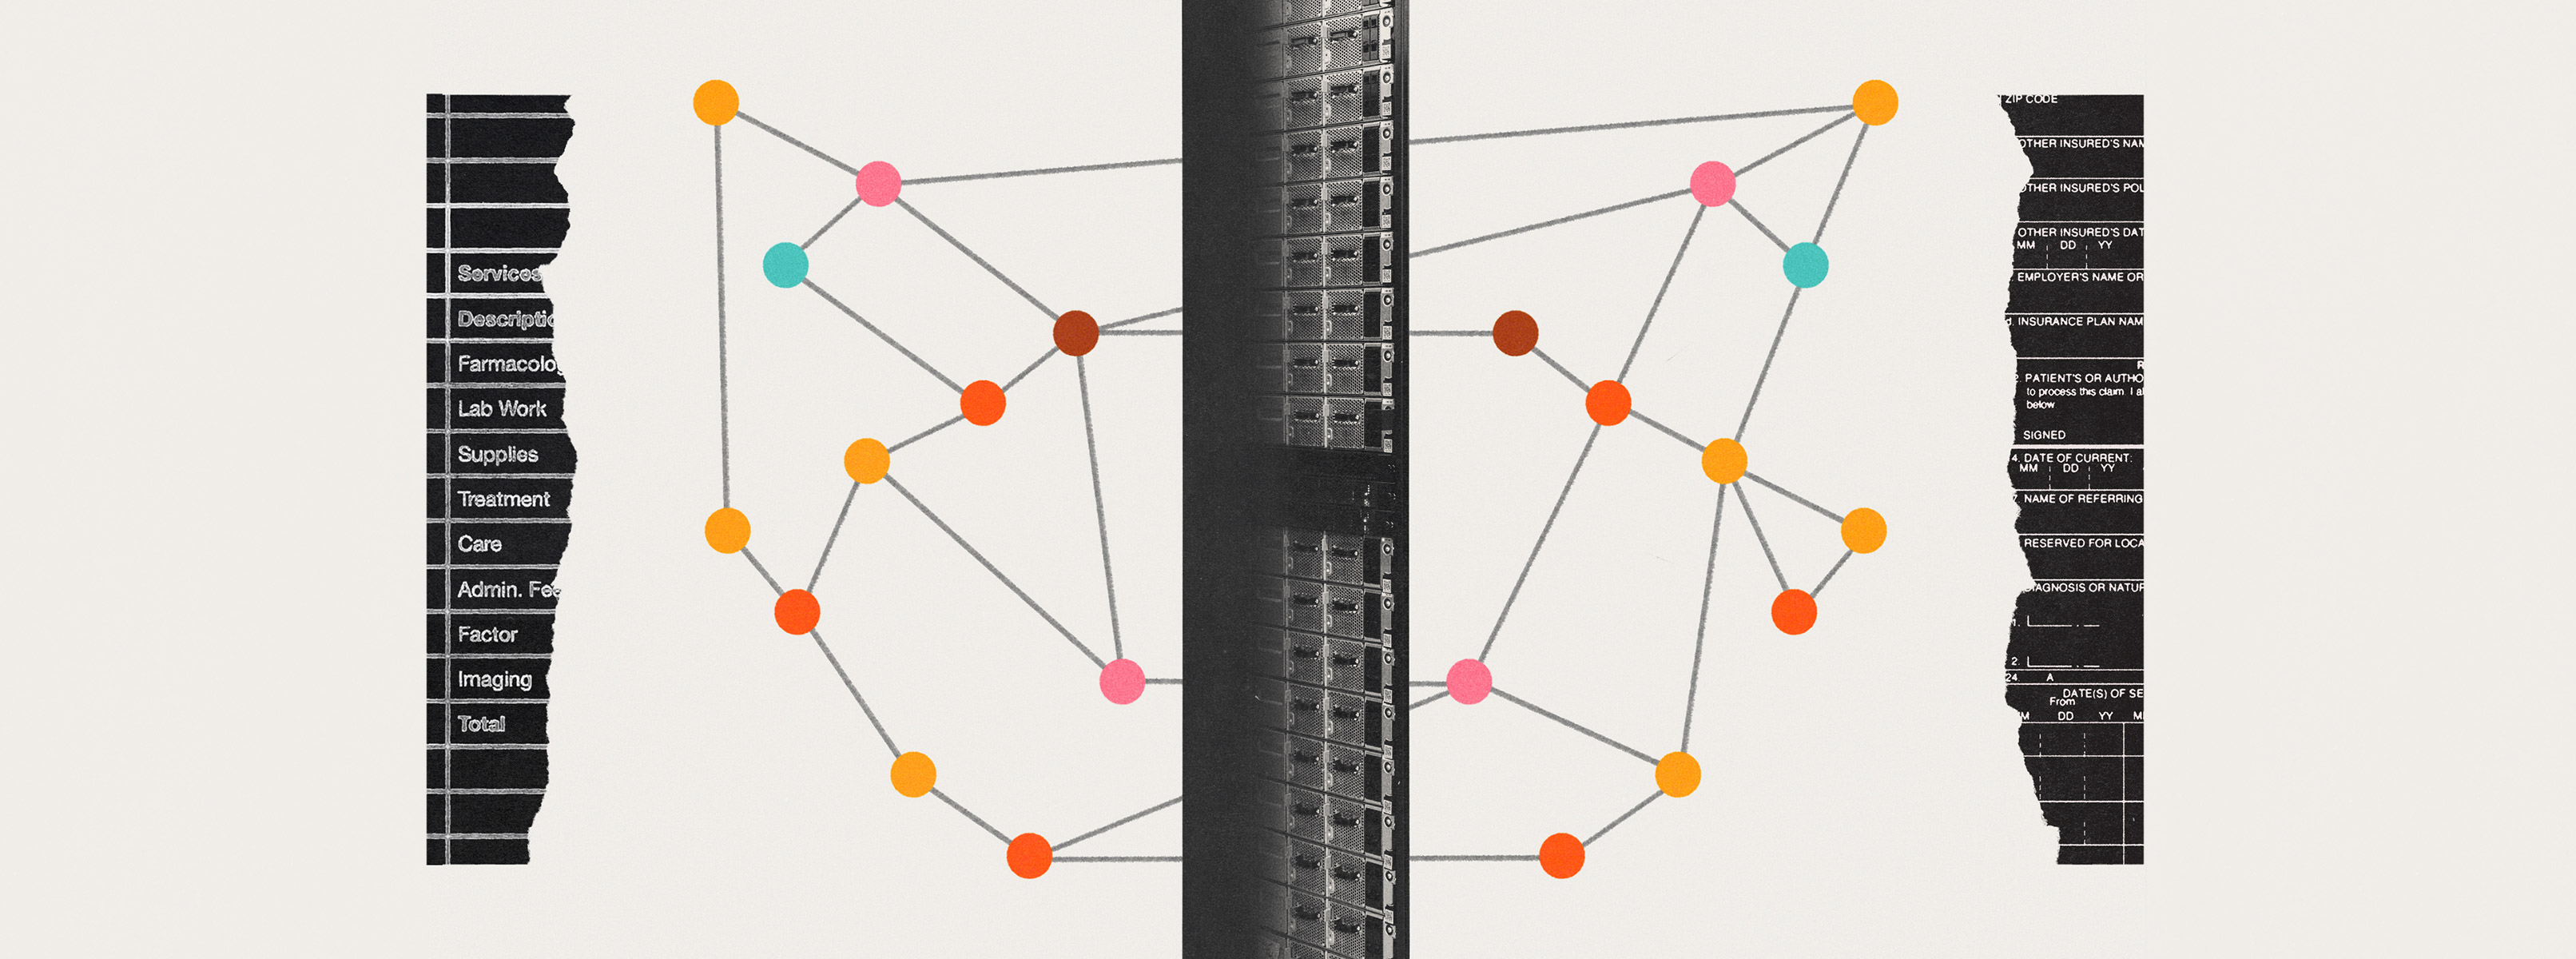 Services
Descriptio
Farmacolog
Lab Work
Supplies
Treatment
Care
Admin. Fee
Factor
Imaging
Total
ZIP CODE
OTHER INSURED'S NAM
OTHER INSURED'S POL
OTHER INSURED'S DAT
MM DD YY
EMPLOYER'S NAME OR
d. INSURANCE PLAN NAM
R
2. PATIENT'S OR AUTHO
to process this claim. I al
below
SIGNED
4. DATE OF CURRENT:
MM DD YY
7. NAME OF REFERRING
RESERVED FOR LOCA
DIAGNOSIS OR NATUR
1.
2.
24. A
DATE(S) OF SE
From
M DD YY M